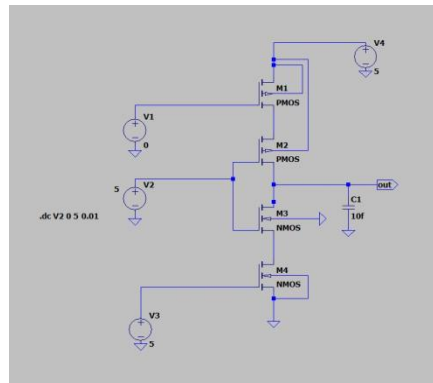 V4
5
M1
PMOS
V1
0
M2
PMOS
V2
5
out
C1
10f
.dc V2 0 5 0.01
M3
NMOS
M4
NMOS
V3
5